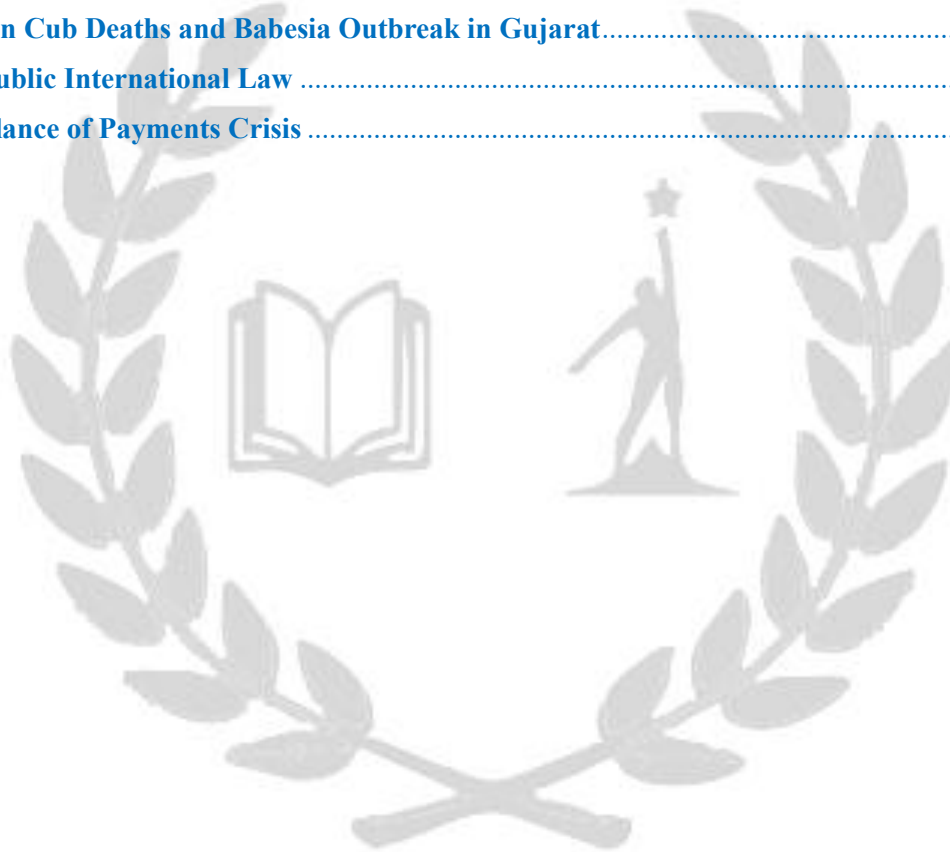 n Cub Deaths and Babesia Outbreak in Gujarat
ublic International Law
lance of Payments Crisis